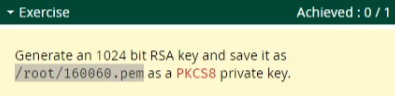 Exercise Achieved : 0 / 1
Generate an 1024 bit RSA key and save it as
/root/160060.pem as a PKCS8 private key.